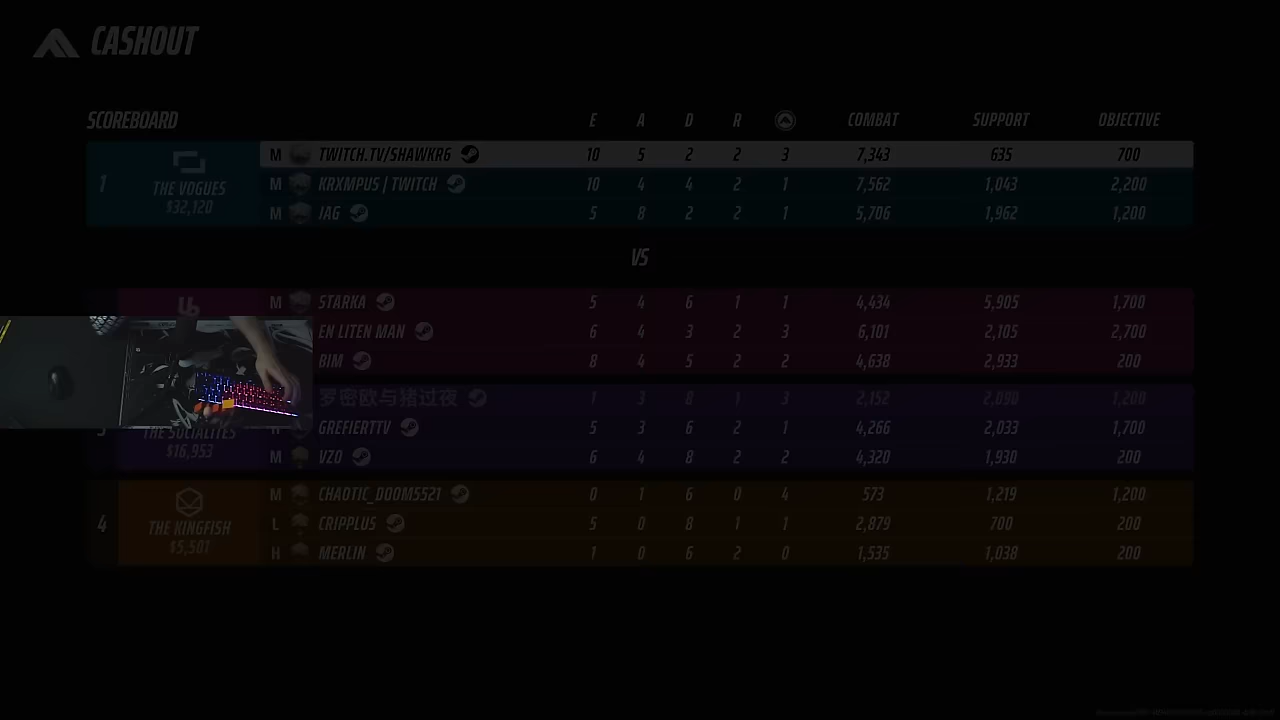 CASHOUT
SCOREBOARD E A D R COMBAT SUPPORT OBJECTIVE
1 THE VOGUES $32,120
M TWITCH.TV/SHAWKR6 10 5 2 2 3 7,343 635 700
M KRXMPUS | TWITCH 10 4 4 2 1 7,562 1,043 2,200
M JAG 5 8 2 2 1 5,706 1,962 1,200
VS
M STARKA 5 4 6 1 1 4,434 5,905 1,700
EN LITEN MAN 6 4 3 2 3 6,101 2,105 2,700
BIM 8 4 5 2 2 4,638 2,933 200
罗密欧与猪过夜 1 3 8 1 3 2,152 2,090 1,200
THE SOCIALITES $16,953
H GREFIERTTV 5 3 6 2 1 4,266 2,033 1,700
M VZO 6 4 8 2 2 4,320 1,930 200
4 THE KINGFISH $5,507
M CHAOTIC_DOOM5521 0 1 6 0 4 573 1,219 1,200
L CRIPPLUS 5 0 8 1 1 2,879 700 200
H MERLIN 1 0 6 2 0 1,535 1,038 200